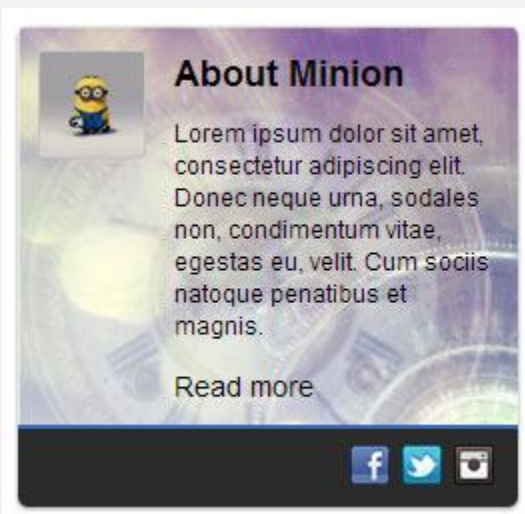 About Minion
Lorem ipsum dolor sit amet,
consectetur adipiscing elit.
Donec neque urna, sodales
non, condimentum vitae,
egestas eu, velit. Cum sociis
natoque penatibus et
magnis.
Read more